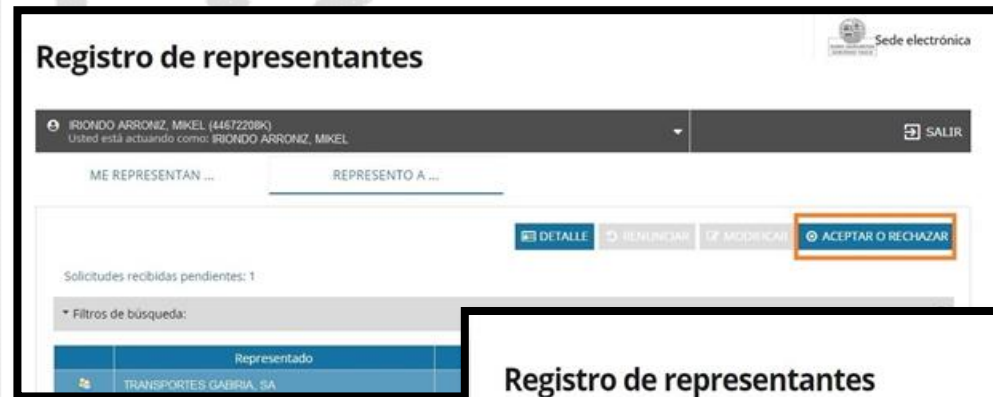 Registro de representantes
Sede electrónica
IRIONDO ARRONIZ, MIKEL (44672208K)
Usted está actuando como: IRIONDO ARRONIZ, MIKEL
SALIR
ME REPRESENTAN ...
REPRESENTO A ...
DETALLE
RENUNCIAR
MODIFICAR
ACEPTAR O RECHAZAR
Solicitudes recibidas pendientes: 1
Filtros de búsqueda:
Representado
TRANSPORTES GABIRIA, SA
Registro de representantes